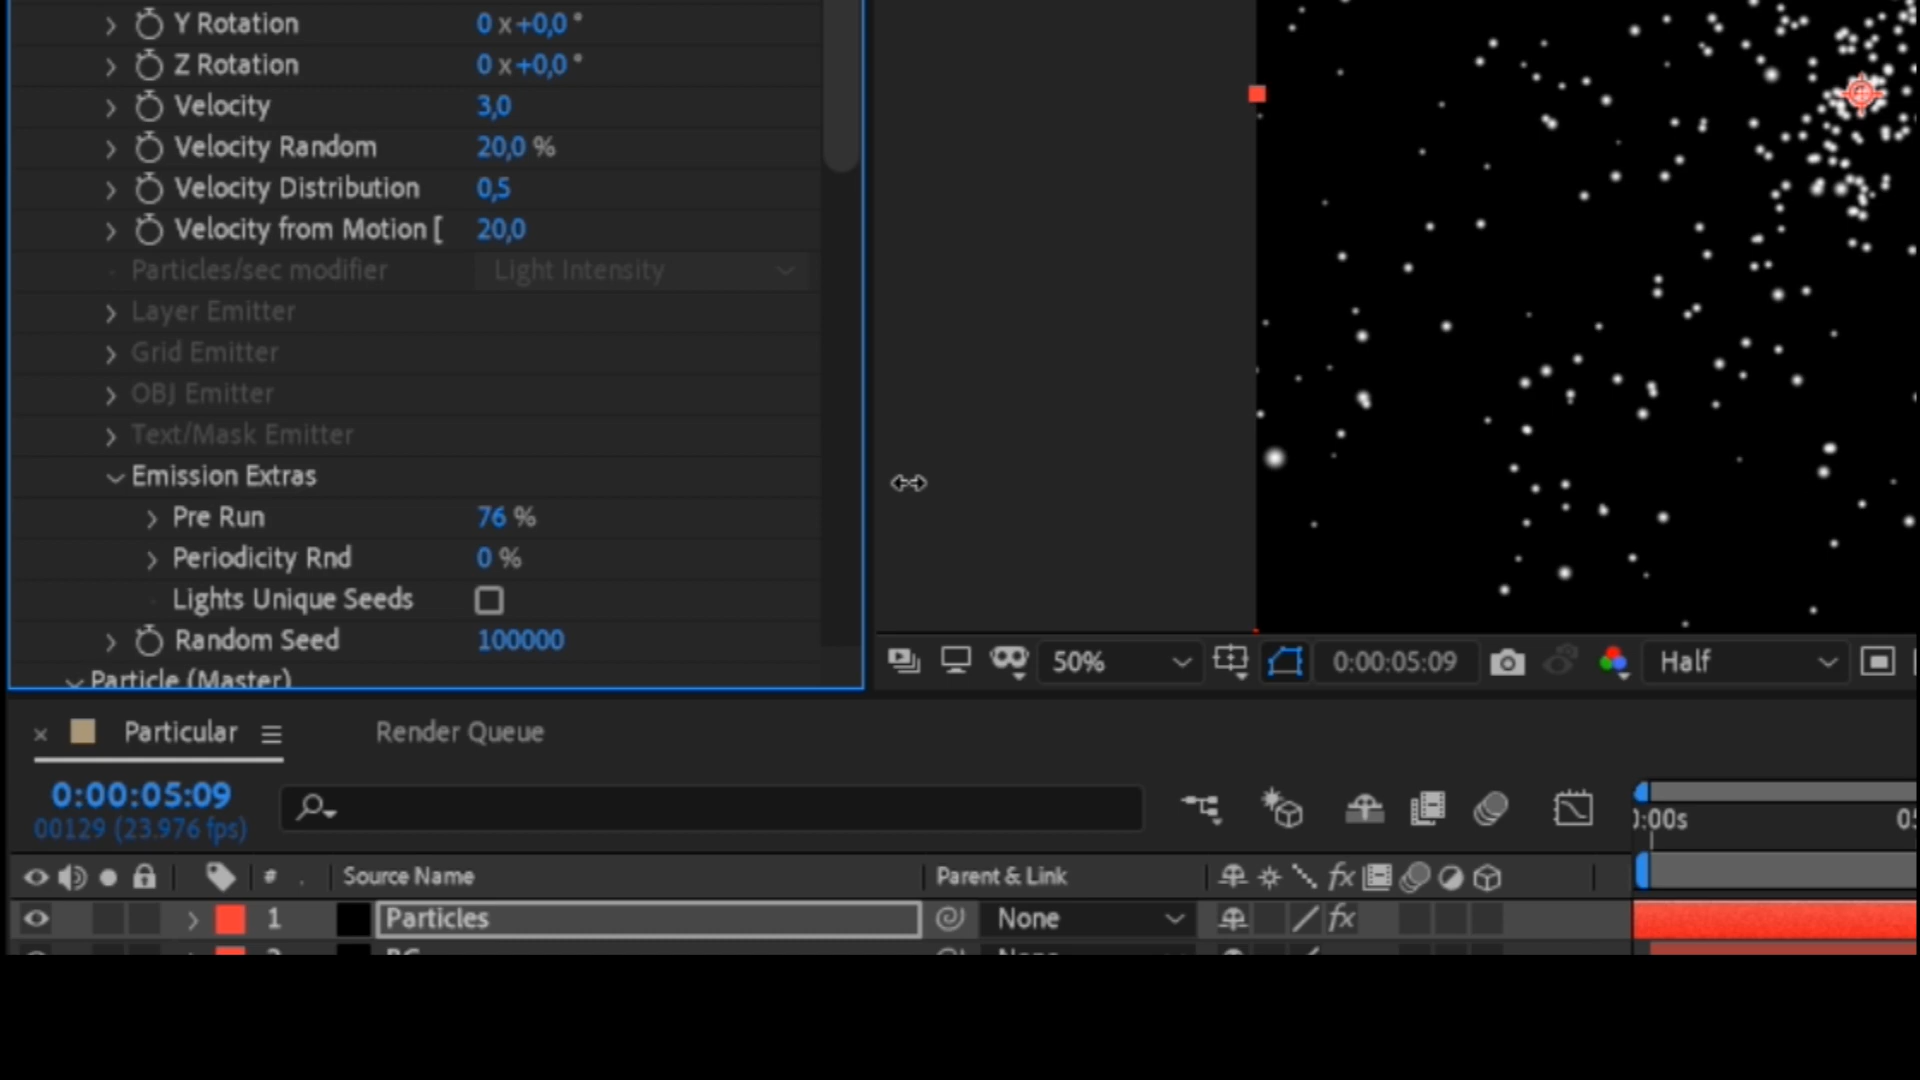 Y Rotation 0 x +0,0 °
Z Rotation 0 x +0,0 °
Velocity 3,0
Velocity Random 20,0 %
Velocity Distribution 0,5
Velocity from Motion [ 20,0
Particles/sec modifier Light Intensity
Layer Emitter
Grid Emitter
OBJ Emitter
Text/Mask Emitter
Emission Extras
Pre Run 76 %
Periodicity Rnd 0 %
Lights Unique Seeds
Random Seed 100000
Particle (Master)
50% 0:00:05:09 Half
Particular Render Queue
0:00:05:09
00129 (23.976 fps)
):00s
# . Source Name Parent & Link fx
1 Particles None fx